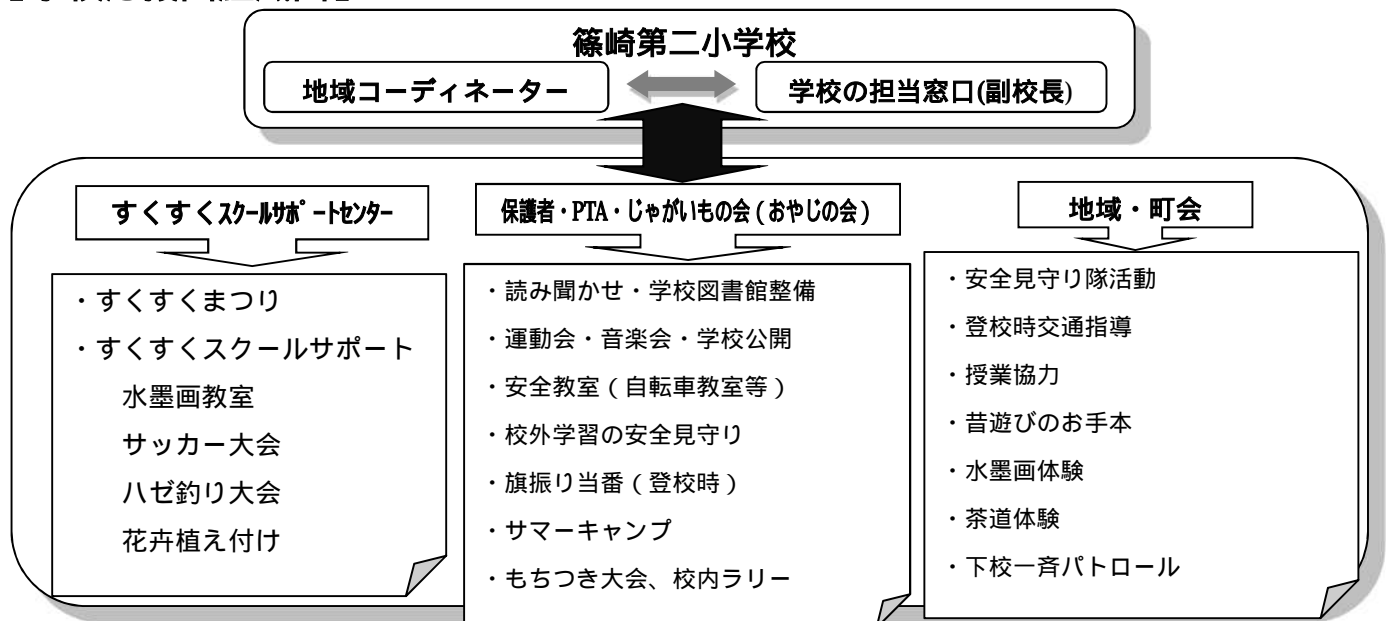 篠崎第二小学校
地域コーディネーター
学校の担当窓口(副校長)
すくすくスクールサポートセンター
・すくすくまつり
・すくすくスクールサポート
水墨画教室
サッカー大会
ハゼ釣り大会
花卉植え付け
保護者・PTA・じゃがいもの会(おやじの会)
・読み聞かせ・学校図書館整備
・運動会・音楽会・学校公開
・安全教室(自転車教室等)
・校外学習の安全見守り
・旗振り当番(登校時)
・サマーキャンプ
・もちつき大会、校内ラリー
地域・町会
・安全見守り隊活動
・登校時交通指導
・授業協力
・昔遊びのお手本
・水墨画体験
・茶道体験
・下校一斉パトロール